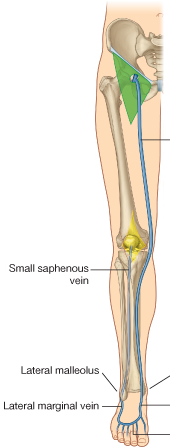 Small saphenous
vein
Lateral malleolus
Lateral marginal vein